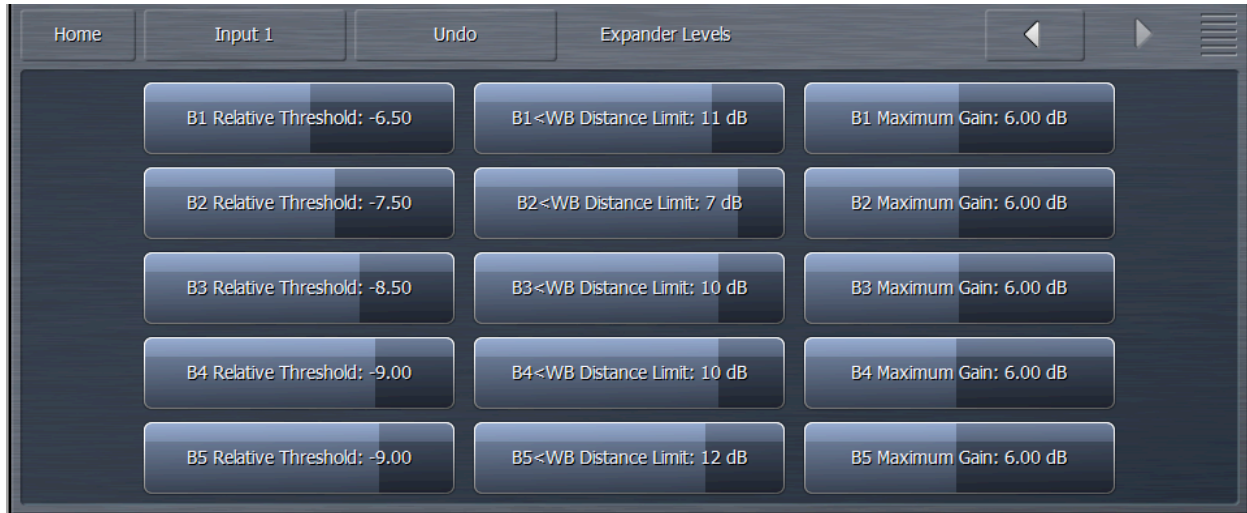 Home Input 1 Undo Expander Levels
B1 Relative Threshold: -6.50 B1<WB Distance Limit: 11 dB B1 Maximum Gain: 6.00 dB
B2 Relative Threshold: -7.50 B2<WB Distance Limit: 7 dB B2 Maximum Gain: 6.00 dB
B3 Relative Threshold: -8.50 B3<WB Distance Limit: 10 dB B3 Maximum Gain: 6.00 dB
B4 Relative Threshold: -9.00 B4<WB Distance Limit: 10 dB B4 Maximum Gain: 6.00 dB
B5 Relative Threshold: -9.00 B5<WB Distance Limit: 12 dB B5 Maximum Gain: 6.00 dB